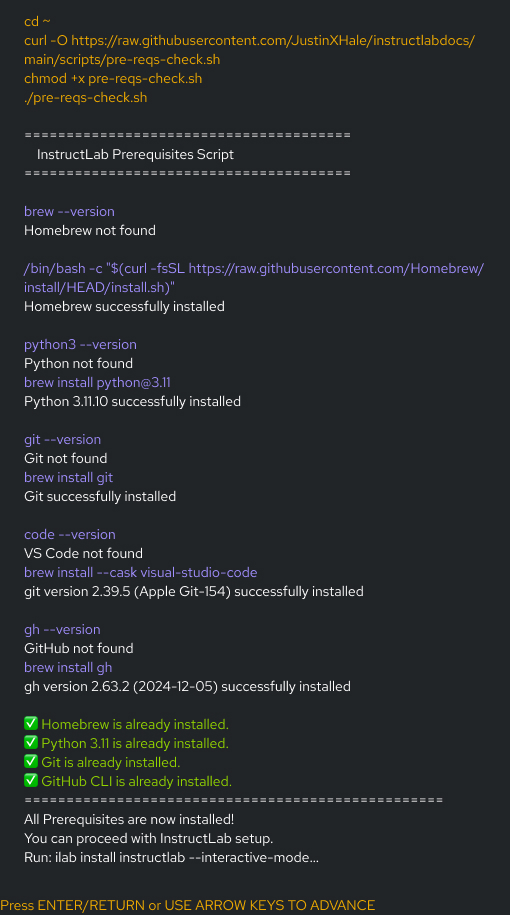 cd ~
curl -O https://raw.githubusercontent.com/JustinXHale/instructlabdocs/
main/scripts/pre-reqs-check.sh
chmod +x pre-reqs-check.sh
./pre-reqs-check.sh
=======================================
InstructLab Prerequisites Script
=======================================
brew --version
Homebrew not found
/bin/bash -c "$(curl -fsSL https://raw.githubusercontent.com/Homebrew/
install/HEAD/install.sh)"
Homebrew successfully installed
python3 --version
Python not found
brew install python@3.11
Python 3.11.10 successfully installed
git --version
Git not found
brew install git
Git successfully installed
code --version
VS Code not found
brew install --cask visual-studio-code
git version 2.39.5 (Apple Git-154) successfully installed
gh --version
GitHub not found
brew install gh
gh version 2.63.2 (2024-12-05) successfully installed
✅ Homebrew is already installed.
✅ Python 3.11 is already installed.
✅ Git is already installed.
✅ GitHub CLI is already installed.
==================================================
All Prerequisites are now installed!
You can proceed with InstructLab setup.
Run: ilab install instructlab --interactive-mode...
Press ENTER/RETURN or USE ARROW KEYS TO ADVANCE